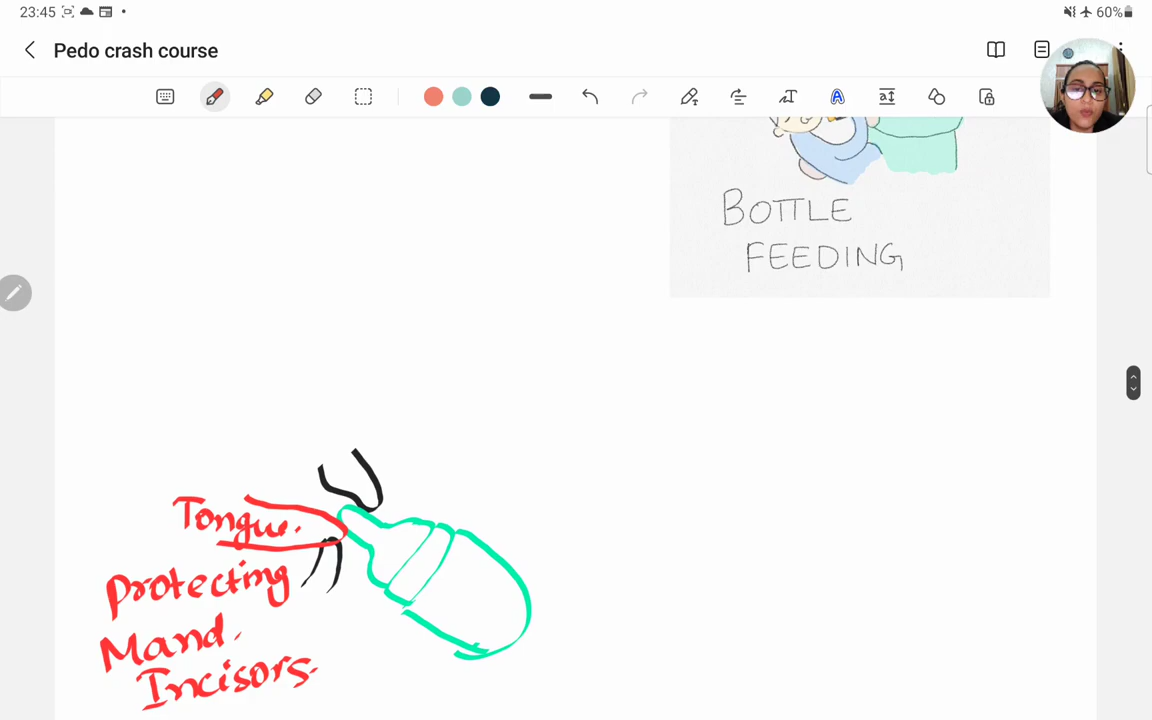 23:45
60%
Pedo crash course
BOTTLE
FEEDING
Tongue.
Protecting
Mand.
Incisors.